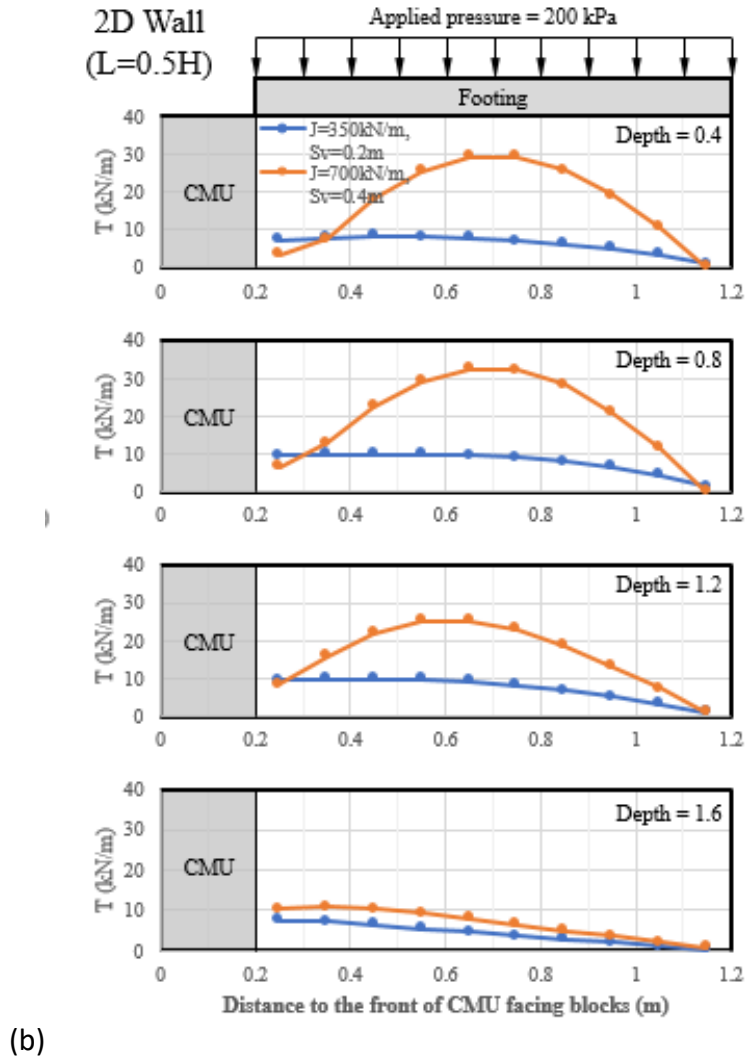 2D Wall
(L=0.5H)
Applied pressure = 200 kPa
Footing
J=350kN/m,
Sv=0.2m
J=700kN/m,
Sv=0.4m
Depth = 0.4
CMU
T (kN/m)
40
30
20
10
0
0 0.2 0.4 0.6 0.8 1 1.2
Depth = 0.8
CMU
T (kN/m)
40
30
20
10
0
0 0.2 0.4 0.6 0.8 1 1.2
Depth = 1.2
CMU
T (kN/m)
40
30
20
10
0
0 0.2 0.4 0.6 0.8 1 1.2
Depth = 1.6
CMU
T (kN/m)
40
30
20
10
0
0 0.2 0.4 0.6 0.8 1 1.2
Distance to the front of CMU facing blocks (m)
(b)